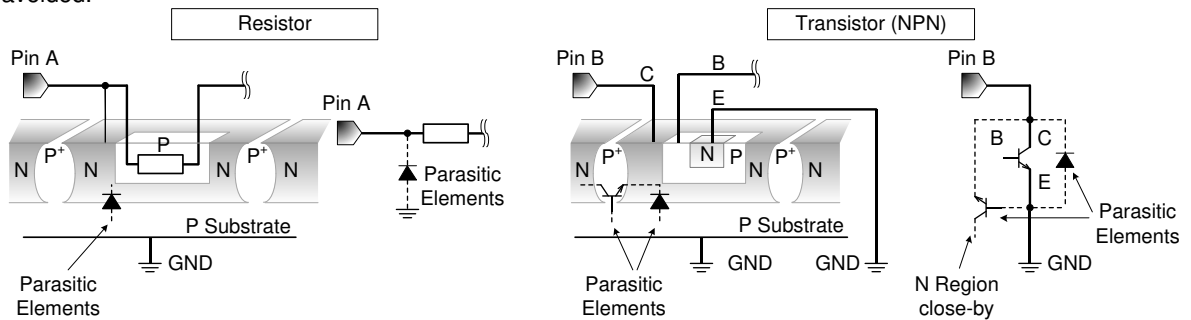 avoided.
Resistor
Transistor (NPN)
Pin A
Pin A
N
P+
N
P
N
P+
N
Parasitic
Elements
P Substrate
GND
Parasitic
Elements
Pin B
C
B
E
N
P+
N
N
P
N
P+
N
P Substrate
GND
GND
Parasitic
Elements
Pin B
B
C
E
Parasitic
Elements
GND
N Region
close-by